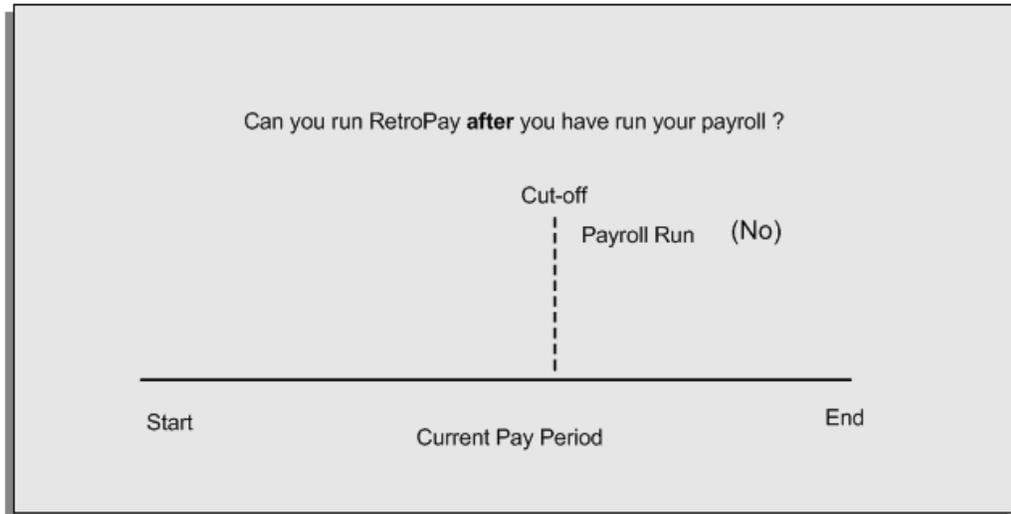 Can you run RetroPay after you have run your payroll ?
Cut-off
Payroll Run (No)
Start
End
Current Pay Period